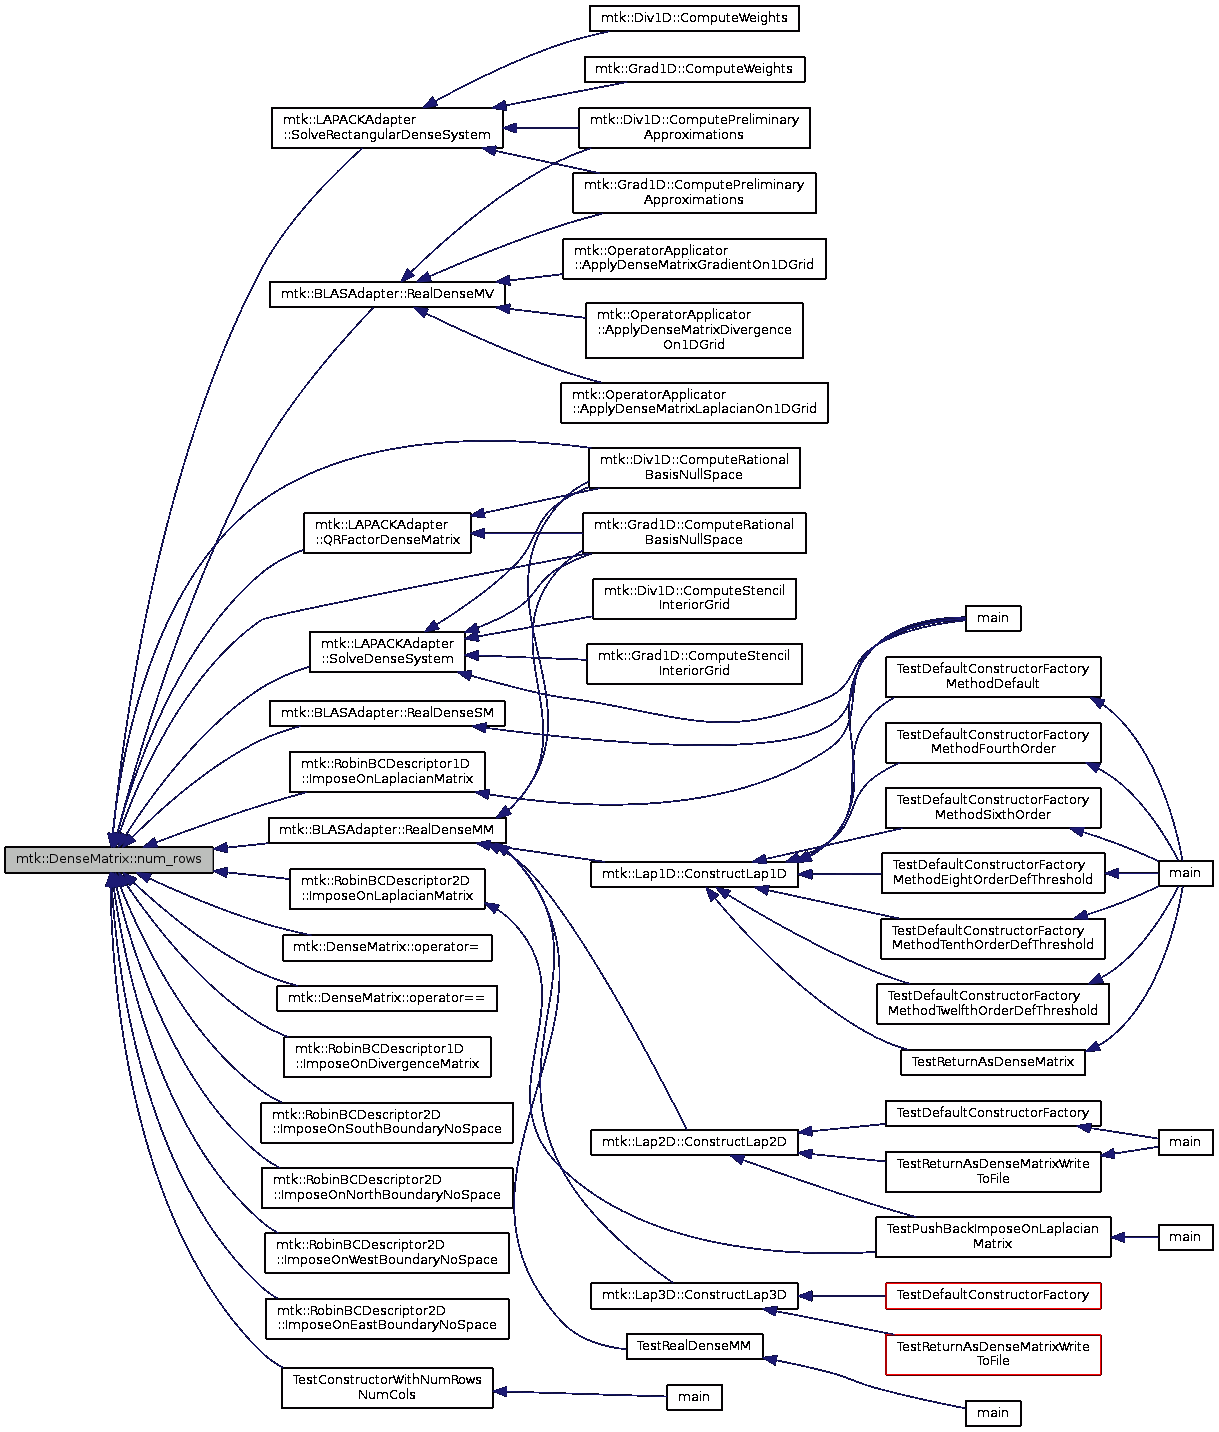 mtk::Div1D::ComputeWeights
mtk::Grad1D::ComputeWeights
mtk::LAPACKAdapter
::SolveRectangularDenseSystem
mtk::Div1D::ComputePreliminary
Approximations
mtk::Grad1D::ComputePreliminary
Approximations
mtk::OperatorApplicator
::ApplyDenseMatrixGradientOn1DGrid
mtk::BLASAdapter::RealDenseMV
mtk::OperatorApplicator
::ApplyDenseMatrixDivergence
On1DGrid
mtk::OperatorApplicator
::ApplyDenseMatrixLaplacianOn1DGrid
mtk::Div1D::ComputeRational
BasisNullSpace
mtk::LAPACKAdapter
::QRFactorDenseMatrix
mtk::Grad1D::ComputeRational
BasisNullSpace
mtk::Div1D::ComputeStencil
InteriorGrid
main
mtk::LAPACKAdapter
::SolveDenseSystem
mtk::Grad1D::ComputeStencil
InteriorGrid
TestDefaultConstructorFactory
MethodDefault
mtk::BLASAdapter::RealDenseSM
TestDefaultConstructorFactory
MethodFourthOrder
mtk::RobinBCDescriptor1D
::ImposeOnLaplacianMatrix
TestDefaultConstructorFactory
MethodSixthOrder
mtk::BLASAdapter::RealDenseMM
mtk::DenseMatrix::num_rows
mtk::Lap1D::ConstructLap1D
TestDefaultConstructorFactory
MethodEightOrderDefThreshold
main
mtk::RobinBCDescriptor2D
::ImposeOnLaplacianMatrix
TestDefaultConstructorFactory
MethodTenthOrderDefThreshold
mtk::DenseMatrix::operator=
TestDefaultConstructorFactory
MethodTwelfthOrderDefThreshold
mtk::DenseMatrix::operator==
mtk::RobinBCDescriptor1D
::ImposeOnDivergenceMatrix
TestReturnAsDenseMatrix
mtk::RobinBCDescriptor2D
::ImposeOnSouthBoundaryNoSpace
TestDefaultConstructorFactory
mtk::Lap2D::ConstructLap2D
main
TestReturnAsDenseMatrixWrite
ToFile
mtk::RobinBCDescriptor2D
::ImposeOnNorthBoundaryNoSpace
TestPushBackImposeOnLaplacian
Matrix
main
mtk::RobinBCDescriptor2D
::ImposeOnWestBoundaryNoSpace
mtk::Lap3D::ConstructLap3D
TestDefaultConstructorFactory
mtk::RobinBCDescriptor2D
::ImposeOnEastBoundaryNoSpace
TestRealDenseMM
TestReturnAsDenseMatrixWrite
ToFile
TestConstructorWithNumRows
NumCols
main
main